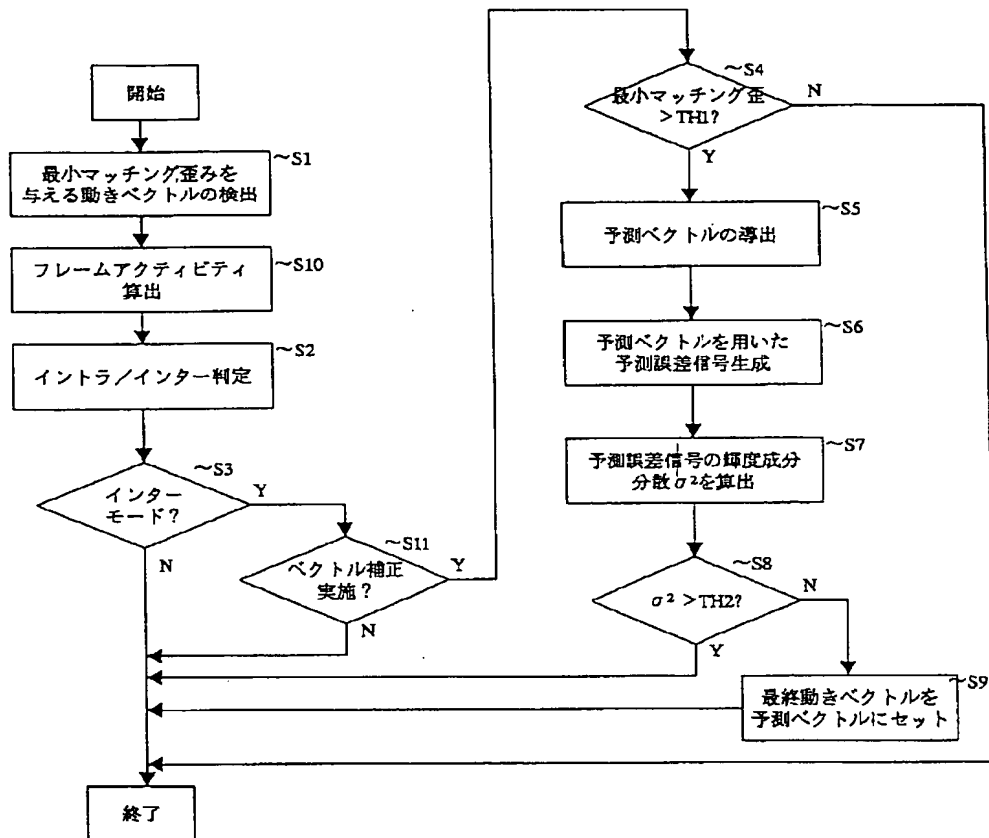 開始
~S1
最小マッチング歪みを
与える動きベクトルの検出
~S10
フレームアクティビティ
算出
~S2
イントラ/インター判定
~S3
インター
モード?
Y
N
~S11
ベクトル補正
実施?
Y
N
~S4
最小マッチング歪
>TH1?
N
Y
~S5
予測ベクトルの導出
~S6
予測ベクトルを用いた
予測誤差信号生成
~S7
予測誤差信号の輝度成分
分散σ²を算出
~S8
σ²>TH2?
N
Y
~S9
最終動きベクトルを
予測ベクトルにセット
終了